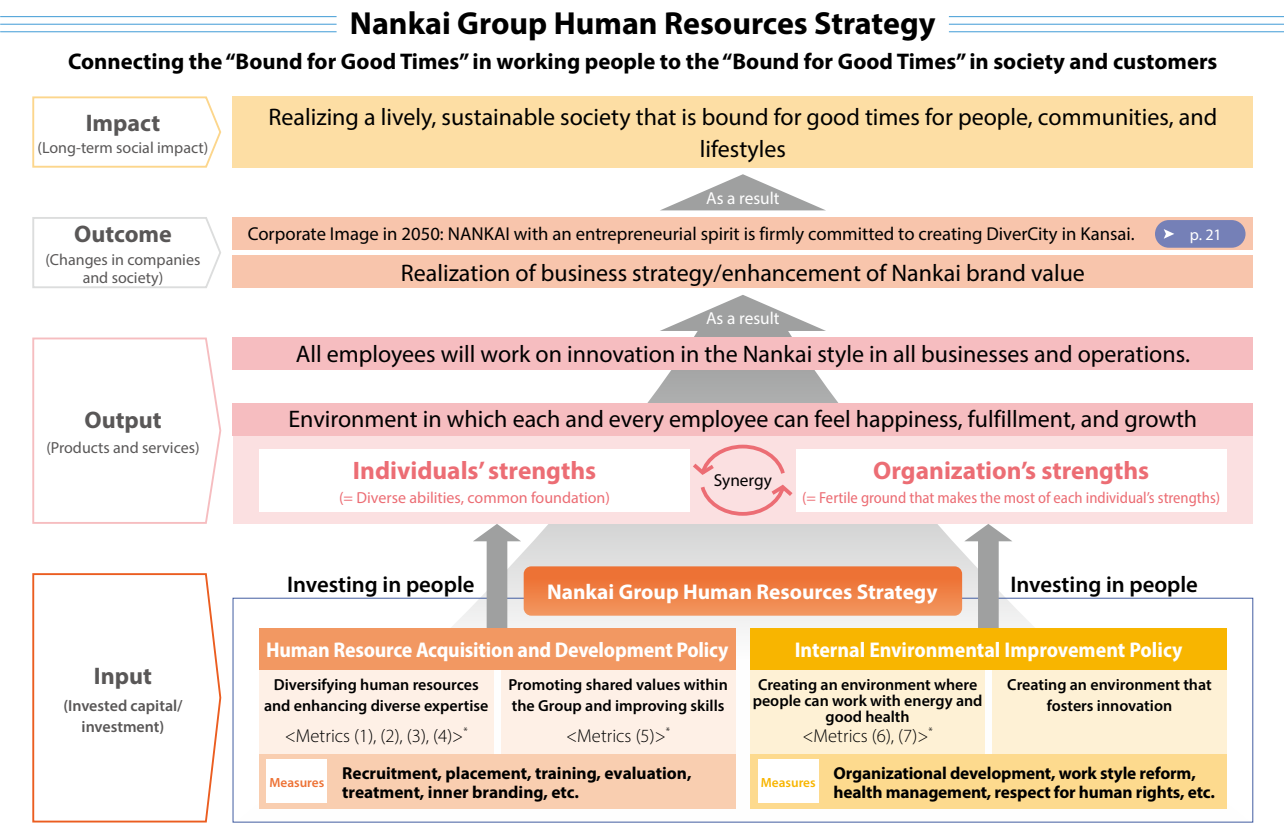 Nankai Group Human Resources Strategy
Connecting the “Bound for Good Times” in working people to the “Bound for Good Times” in society and customers
Impact
(Long-term social impact)
Realizing a lively, sustainable society that is bound for good times for people, communities, and
lifestyles
As a result
Outcome
(Changes in companies
and society)
Corporate Image in 2050: NANKAI with an entrepreneurial spirit is firmly committed to creating DiverCity in Kansai.
➤ p. 21
Realization of business strategy/enhancement of Nankai brand value
As a result
Output
(Products and services)
All employees will work on innovation in the Nankai style in all businesses and operations.
Environment in which each and every employee can feel happiness, fulfillment, and growth
Individuals’ strengths
(= Diverse abilities, common foundation)
Synergy
Organization’s strengths
(= Fertile ground that makes the most of each individual’s strengths)
Input
(Invested capital/
investment)
Investing in people
Nankai Group Human Resources Strategy
Investing in people
Human Resource Acquisition and Development Policy
Diversifying human resources
and enhancing diverse expertise
<Metrics (1), (2), (3), (4)>*
Promoting shared values within
the Group and improving skills
<Metrics (5)>*
Measures
Recruitment, placement, training, evaluation,
treatment, inner branding, etc.
Internal Environmental Improvement Policy
Creating an environment where
people can work with energy and
good health
<Metrics (6), (7)>*
Creating an environment that
fosters innovation
Measures
Organizational development, work style reform,
health management, respect for human rights, etc.